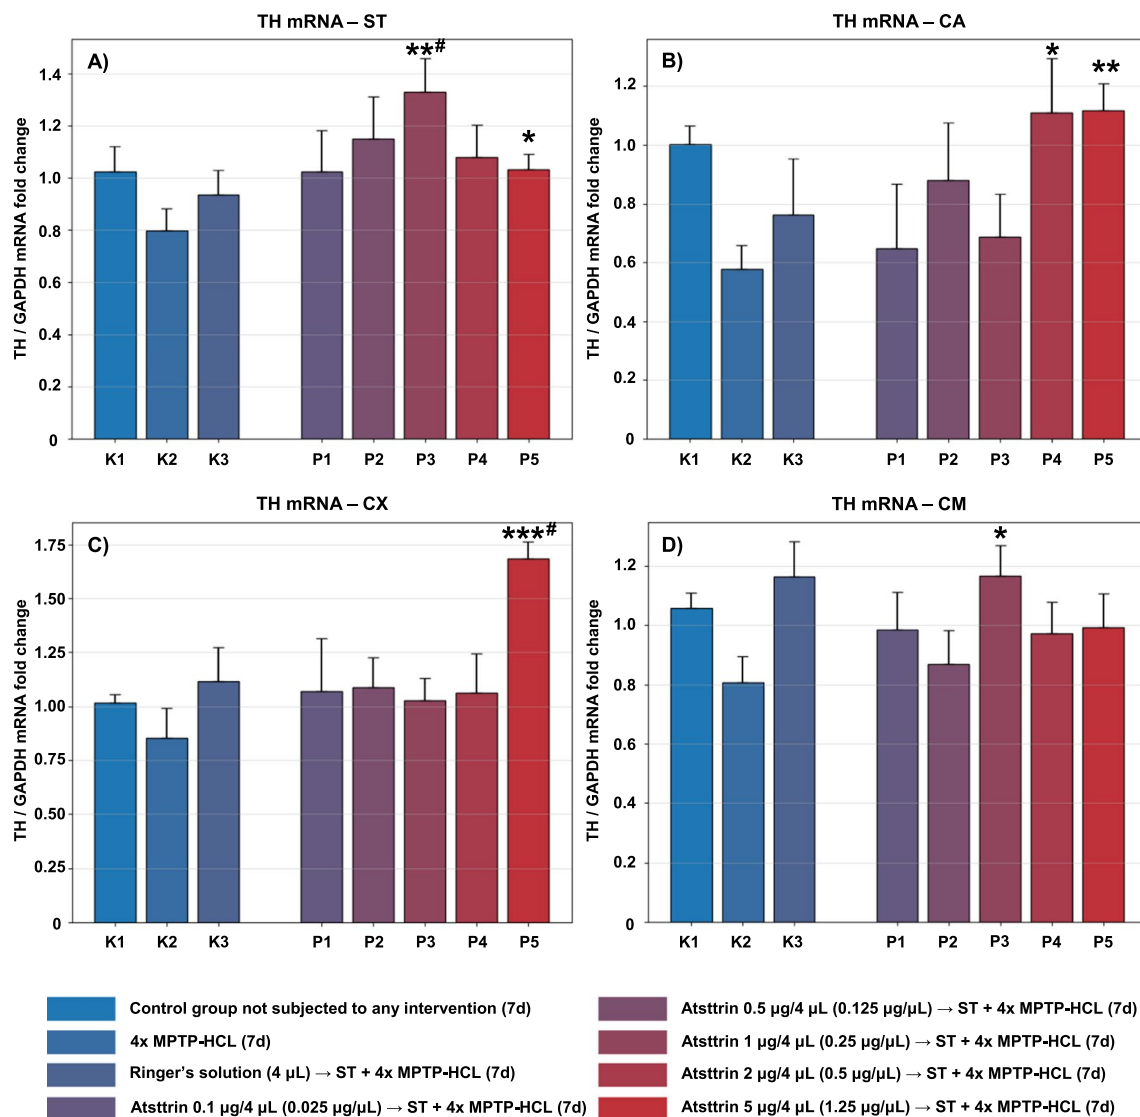 TH mRNA – ST
A)
**#
*
TH / GAPDH mRNA fold change
1.4
1.2
1.0
0.8
0.6
0.4
0.2
0
K1 K2 K3 P1 P2 P3 P4 P5
TH mRNA – CA
B)
*
**
TH / GAPDH mRNA fold change
1.2
1.0
0.8
0.6
0.4
0.2
0
K1 K2 K3 P1 P2 P3 P4 P5
TH mRNA – CX
C)
***#
TH / GAPDH mRNA fold change
1.75
1.50
1.25
1.00
0.75
0.50
0.25
0
K1 K2 K3 P1 P2 P3 P4 P5
TH mRNA – CM
D)
*
TH / GAPDH mRNA fold change
1.2
1.0
0.8
0.6
0.4
0.2
0
K1 K2 K3 P1 P2 P3 P4 P5
Control group not subjected to any intervention (7d)
4x MPTP-HCL (7d)
Ringer’s solution (4 µL) → ST + 4x MPTP-HCL (7d)
Atsttrin 0.1 µg/4 µL (0.025 µg/µL) → ST + 4x MPTP-HCL (7d)
Atsttrin 0.5 µg/4 µL (0.125 µg/µL) → ST + 4x MPTP-HCL (7d)
Atsttrin 1 µg/4 µL (0.25 µg/µL) → ST + 4x MPTP-HCL (7d)
Atsttrin 2 µg/4 µL (0.5 µg/µL) → ST + 4x MPTP-HCL (7d)
Atsttrin 5 µg/4 µL (1.25 µg/µL) → ST + 4x MPTP-HCL (7d)